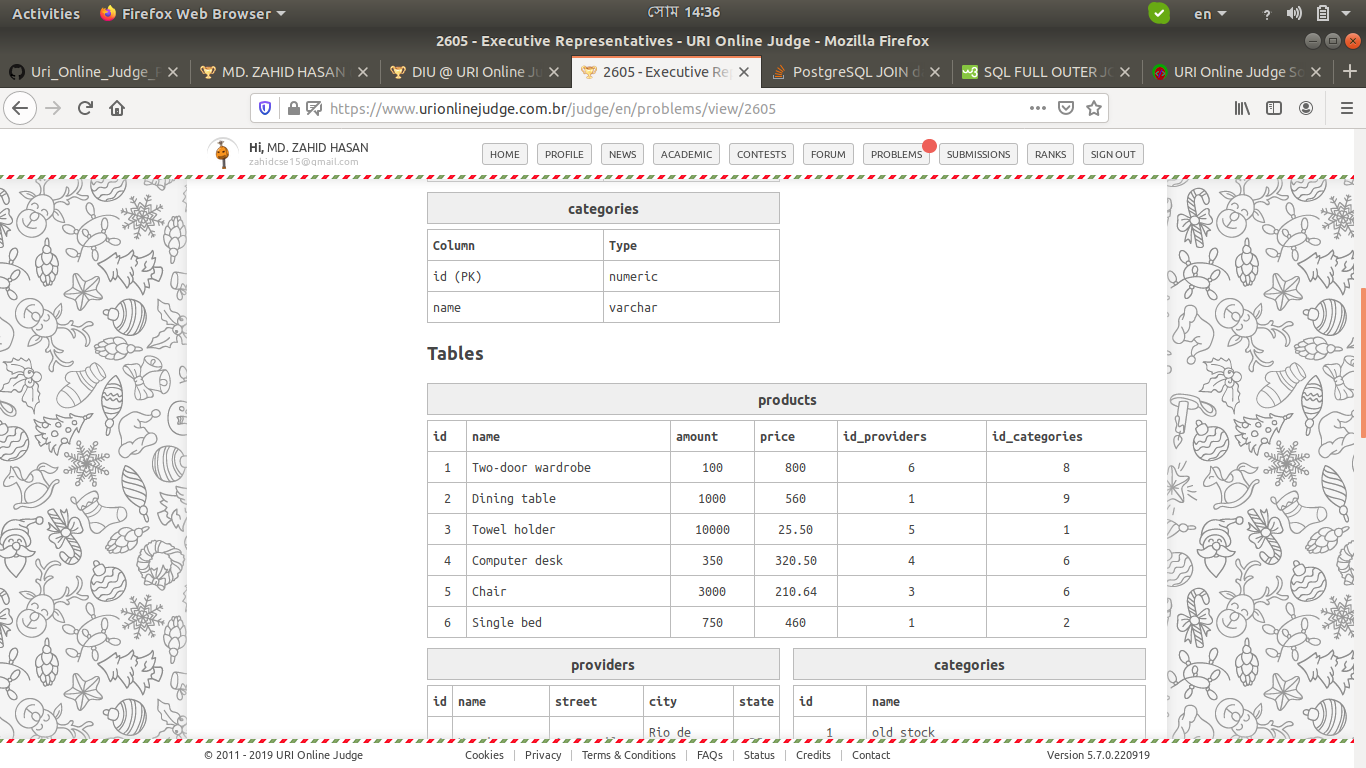 Activities Firefox Web Browser সোম 14:36 en ?
2605 - Executive Representatives - URI Online Judge - Mozilla Firefox
Uri_Online_Judge_ MD. ZAHID HASAN DIU @ URI Online Ju 2605 - Executive Re PostgreSQL JOIN d SQL FULL OUTER JO URI Online Judge So
https://www.urionlinejudge.com.br/judge/en/problems/view/2605
Hi, MD. ZAHID HASAN
zahidcse15@gmail.com
HOME PROFILE NEWS ACADEMIC CONTESTS FORUM PROBLEMS SUBMISSIONS RANKS SIGN OUT
categories
Column Type
id (PK) numeric
name varchar
Tables
products
id name amount price id_providers id_categories
1 Two-door wardrobe 100 800 6 8
2 Dining table 1000 560 1 9
3 Towel holder 10000 25.50 5 1
4 Computer desk 350 320.50 4 6
5 Chair 3000 210.64 3 6
6 Single bed 750 460 1 2
providers categories
id name street city state id name
Rio de 1 old stock
© 2011 - 2019 URI Online Judge Cookies Privacy Terms & Conditions FAQs Status Credits Contact Version 5.7.0.220919